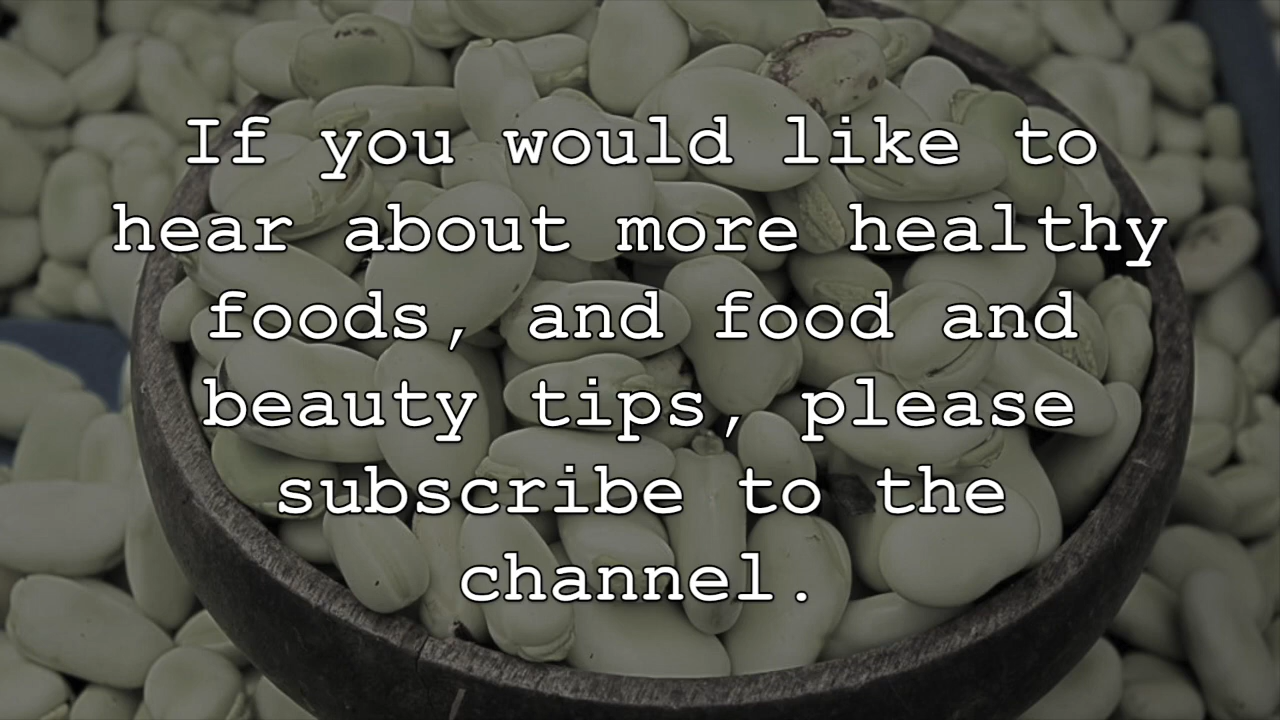 If you would like to
hear about more healthy
foods, and food and
beauty tips, please
subscribe to the
channel.